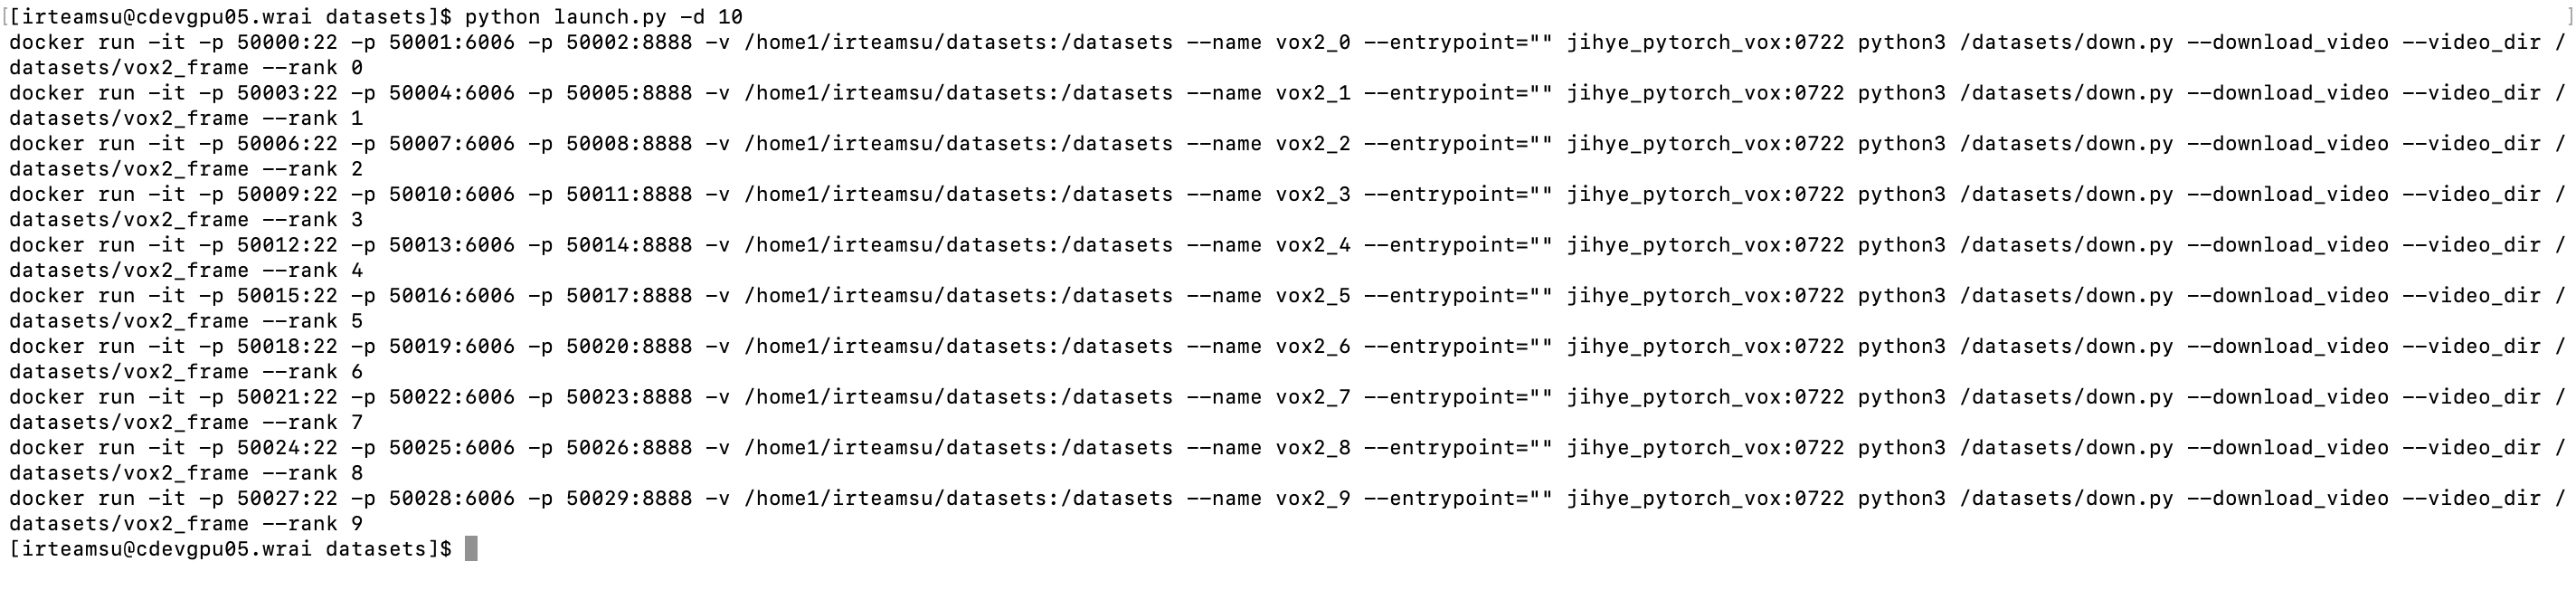 [[irteamsu@cdevgpu05.wrai datasets]$ python launch.py -d 10 ]
docker run -it -p 50000:22 -p 50001:6006 -p 50002:8888 -v /home1/irteamsu/datasets:/datasets --name vox2_0 --entrypoint="" jihye_pytorch_vox:0722 python3 /datasets/down.py --download_video --video_dir /
datasets/vox2_frame --rank 0
docker run -it -p 50003:22 -p 50004:6006 -p 50005:8888 -v /home1/irteamsu/datasets:/datasets --name vox2_1 --entrypoint="" jihye_pytorch_vox:0722 python3 /datasets/down.py --download_video --video_dir /
datasets/vox2_frame --rank 1
docker run -it -p 50006:22 -p 50007:6006 -p 50008:8888 -v /home1/irteamsu/datasets:/datasets --name vox2_2 --entrypoint="" jihye_pytorch_vox:0722 python3 /datasets/down.py --download_video --video_dir /
datasets/vox2_frame --rank 2
docker run -it -p 50009:22 -p 50010:6006 -p 50011:8888 -v /home1/irteamsu/datasets:/datasets --name vox2_3 --entrypoint="" jihye_pytorch_vox:0722 python3 /datasets/down.py --download_video --video_dir /
datasets/vox2_frame --rank 3
docker run -it -p 50012:22 -p 50013:6006 -p 50014:8888 -v /home1/irteamsu/datasets:/datasets --name vox2_4 --entrypoint="" jihye_pytorch_vox:0722 python3 /datasets/down.py --download_video --video_dir /
datasets/vox2_frame --rank 4
docker run -it -p 50015:22 -p 50016:6006 -p 50017:8888 -v /home1/irteamsu/datasets:/datasets --name vox2_5 --entrypoint="" jihye_pytorch_vox:0722 python3 /datasets/down.py --download_video --video_dir /
datasets/vox2_frame --rank 5
docker run -it -p 50018:22 -p 50019:6006 -p 50020:8888 -v /home1/irteamsu/datasets:/datasets --name vox2_6 --entrypoint="" jihye_pytorch_vox:0722 python3 /datasets/down.py --download_video --video_dir /
datasets/vox2_frame --rank 6
docker run -it -p 50021:22 -p 50022:6006 -p 50023:8888 -v /home1/irteamsu/datasets:/datasets --name vox2_7 --entrypoint="" jihye_pytorch_vox:0722 python3 /datasets/down.py --download_video --video_dir /
datasets/vox2_frame --rank 7
docker run -it -p 50024:22 -p 50025:6006 -p 50026:8888 -v /home1/irteamsu/datasets:/datasets --name vox2_8 --entrypoint="" jihye_pytorch_vox:0722 python3 /datasets/down.py --download_video --video_dir /
datasets/vox2_frame --rank 8
docker run -it -p 50027:22 -p 50028:6006 -p 50029:8888 -v /home1/irteamsu/datasets:/datasets --name vox2_9 --entrypoint="" jihye_pytorch_vox:0722 python3 /datasets/down.py --download_video --video_dir /
datasets/vox2_frame --rank 9
[irteamsu@cdevgpu05.wrai datasets]$